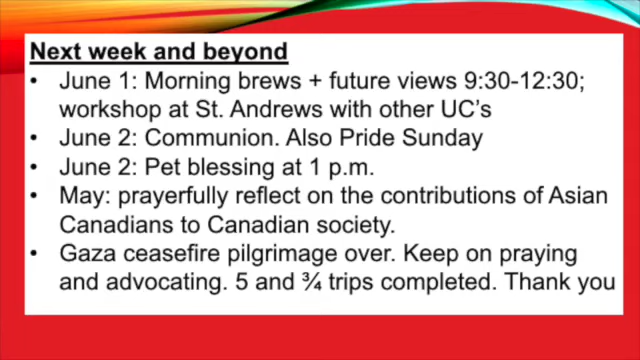 Next week and beyond
• June 1: Morning brews + future views 9:30-12:30;
workshop at St. Andrews with other UC's
• June 2: Communion. Also Pride Sunday
• June 2: Pet blessing at 1 p.m.
• May: prayerfully reflect on the contributions of Asian
Canadians to Canadian society.
• Gaza ceasefire pilgrimage over. Keep on praying
and advocating. 5 and ¾ trips completed. Thank you